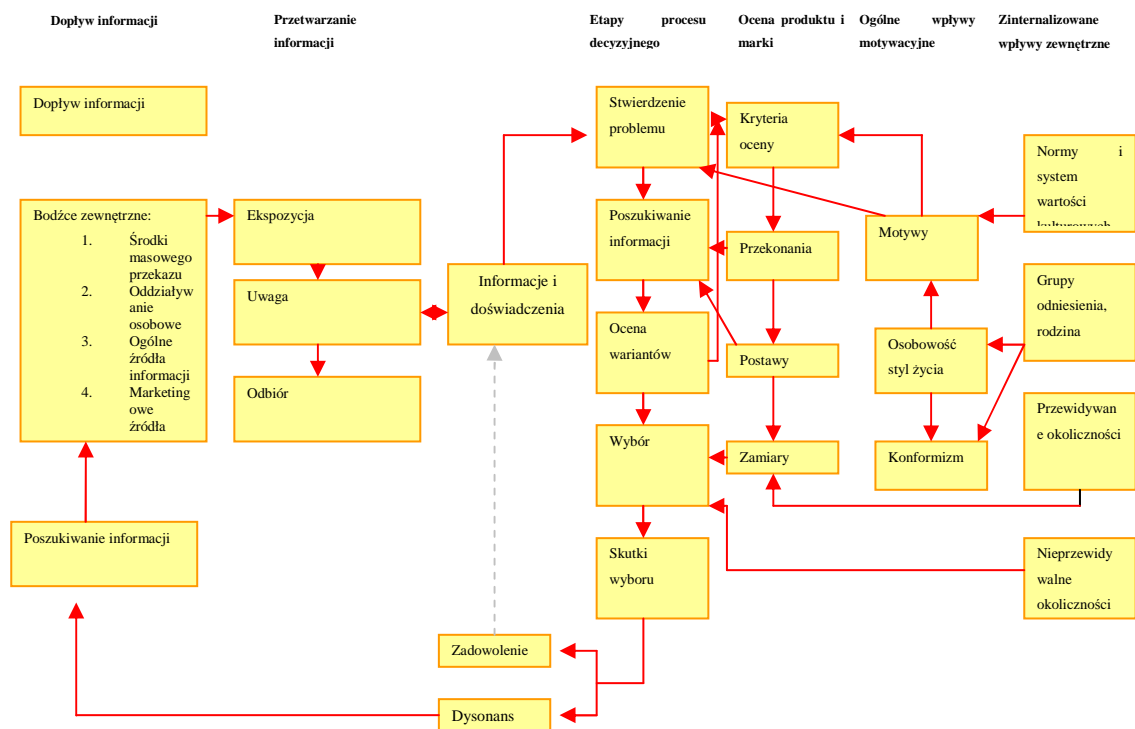 Dopływ informacji
Przetwarzanie
informacji
Etapy procesu
decyzyjnego
Ocena produktu i
marki
Ogólne wpływy
motywacyjne
Zinternalizowane
wpływy zewnętrzne
Dopływ informacji
Bodźce zewnętrzne:
1. Środki
masowego
przekazu
2. Oddziaływ
anie
osobowe
3. Ogólne
źródła
informacji
4. Marketing
owe
źródła
Poszukiwanie informacji
Ekspozycja
Uwaga
Odbiór
Informacje i
doświadczenia
Zadowolenie
Dysonans
Stwierdzenie
problemu
Poszukiwanie
informacji
Ocena
wariantów
Wybór
Skutki
wyboru
Kryteria
oceny
Przekonania
Postawy
Zamiary
Motywy
Osobowość
styl życia
Konformizm
Normy i
system
wartości
kulturowych
Grupy
odniesienia,
rodzina
Przewidywan
e okoliczności
Nieprzewidy
walne
okoliczności